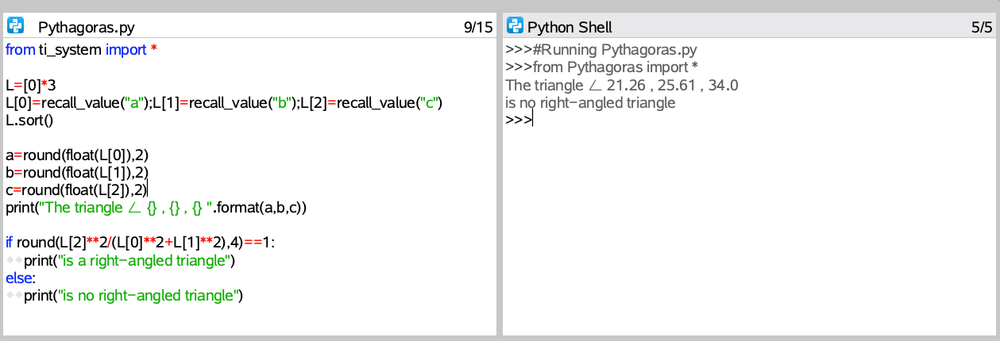 Pythagoras.py 9/15
from ti_system import *
L=[0]*3
L[0]=recall_value("a");L[1]=recall_value("b");L[2]=recall_value("c")
L.sort()
a=round(float(L[0]),2)
b=round(float(L[1]),2)
c=round(float(L[2]),2)
print("The triangle ∠ {} , {} , {} ".format(a,b,c))
if round(L[2]**2/(L[0]**2+L[1]**2),4)==1:
◆◆print("is a right-angled triangle")
else:
◆◆print("is no right-angled triangle")
Python Shell 5/5
>>>#Running Pythagoras.py
>>>from Pythagoras import *
The triangle ∠ 21.26 , 25.61 , 34.0
is no right-angled triangle
>>>